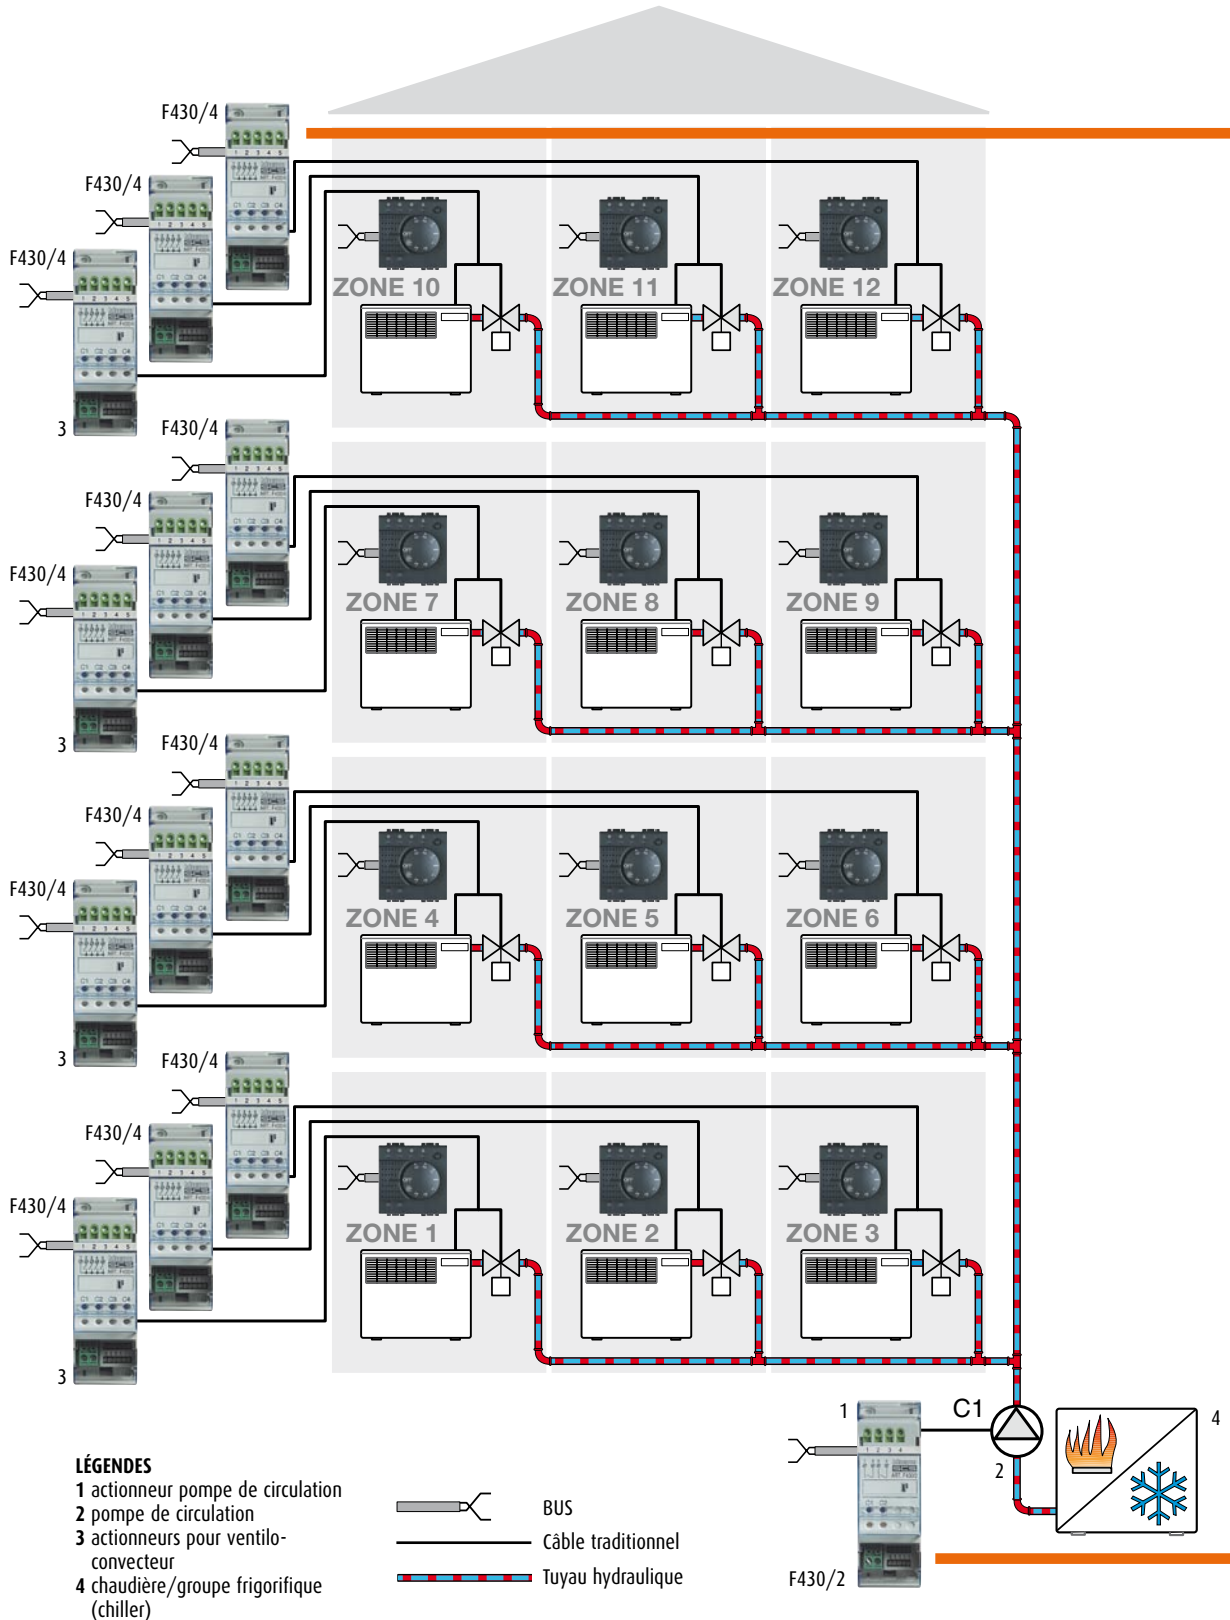 F430/4
F430/4
F430/4
3
ZONE 10
ZONE 11
ZONE 12
F430/4
F430/4
F430/4
3
ZONE 7
ZONE 8
ZONE 9
F430/4
F430/4
F430/4
3
ZONE 4
ZONE 5
ZONE 6
F430/4
F430/4
F430/4
3
ZONE 1
ZONE 2
ZONE 3
1
C1
4
2
F430/2
LÉGENDES
1 actionneur pompe de circulation
2 pompe de circulation
3 actionneurs pour ventilo-
convecteur
4 chaudière/groupe frigorifique
(chiller)
BUS
Câble traditionnel
Tuyau hydraulique